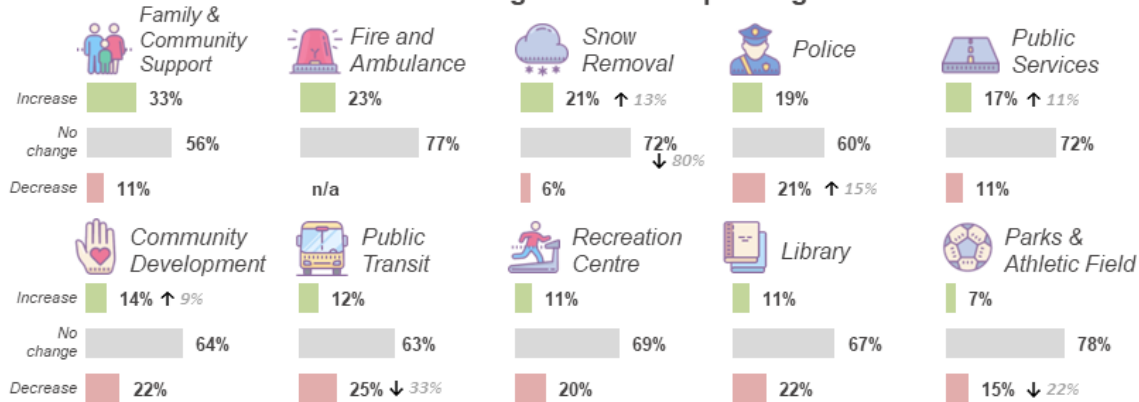 Family &
Community
Support
Fire and
Ambulance
Snow
Removal
Police
Public
Services
Increase 33% 23% 21% ↑ 13% 19% 17% ↑ 11%
No
change 56% 77% 72% ↓ 80% 60% 72%
Decrease 11% n/a 6% 21% ↑ 15% 11%
Community
Development
Public
Transit
Recreation
Centre
Library
Parks &
Athletic Field
Increase 14% ↑ 9% 12% 11% 11% 7%
No
change 64% 63% 69% 67% 78%
Decrease 22% 25% ↓ 33% 20% 22% 15% ↓ 22%